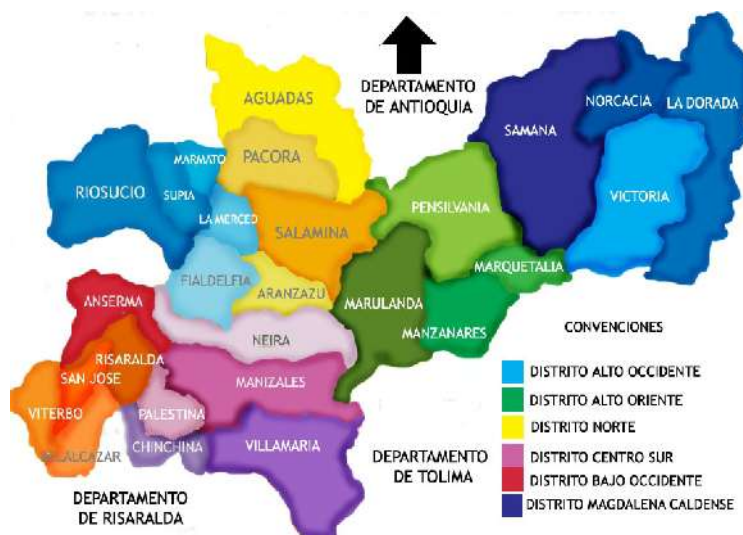 DEPARTAMENTO
DE ANTIOQUIA
AGUADAS
NORCACIA
LA DORADA
SAMANA
MARMATO
PACORA
RIOSUCIO
SUPIA
VICTORIA
LA MERCED
PENSILVANIA
SALAMINA
MARQUETALIA
FIALDELFIA
ARANZAZU
ANSERMA
MARULANDA
MANZANARES
CONVENCIONES
NEIRA
RISARALDA
SAN JOSE
MANIZALES
DISTRITO ALTO OCCIDENTE
DISTRITO ALTO ORIENTE
VITERBO
PALESTINA
DISTRITO NORTE
CHINCHINA
VILLAMARIA
DEPARTAMENTO
DE TOLIMA
DISTRITO CENTRO SUR
DISTRITO BAJO OCCIDENTE
DISTRITO MAGDALENA CALDENSE
DEPARTAMENTO
DE RISARALDA